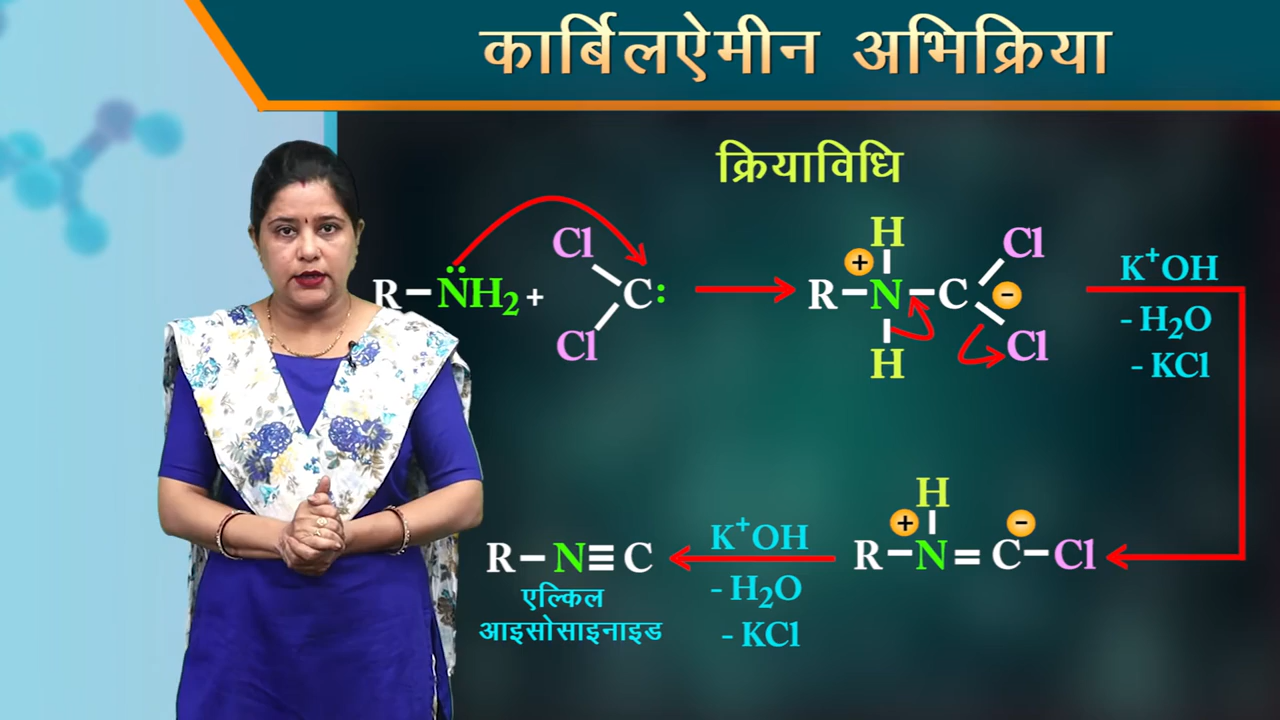 कार्बिलऐमीन अभिक्रिया
क्रियाविधि
R–N̈H₂ + Cl Cl C:
R–N–C H H Cl Cl + -
K⁺OH
- H₂O
- KCl
R–N=C–Cl H + -
K⁺OH
- H₂O
- KCl
R–N≡C
एल्किल
आइसोसाइनाइड